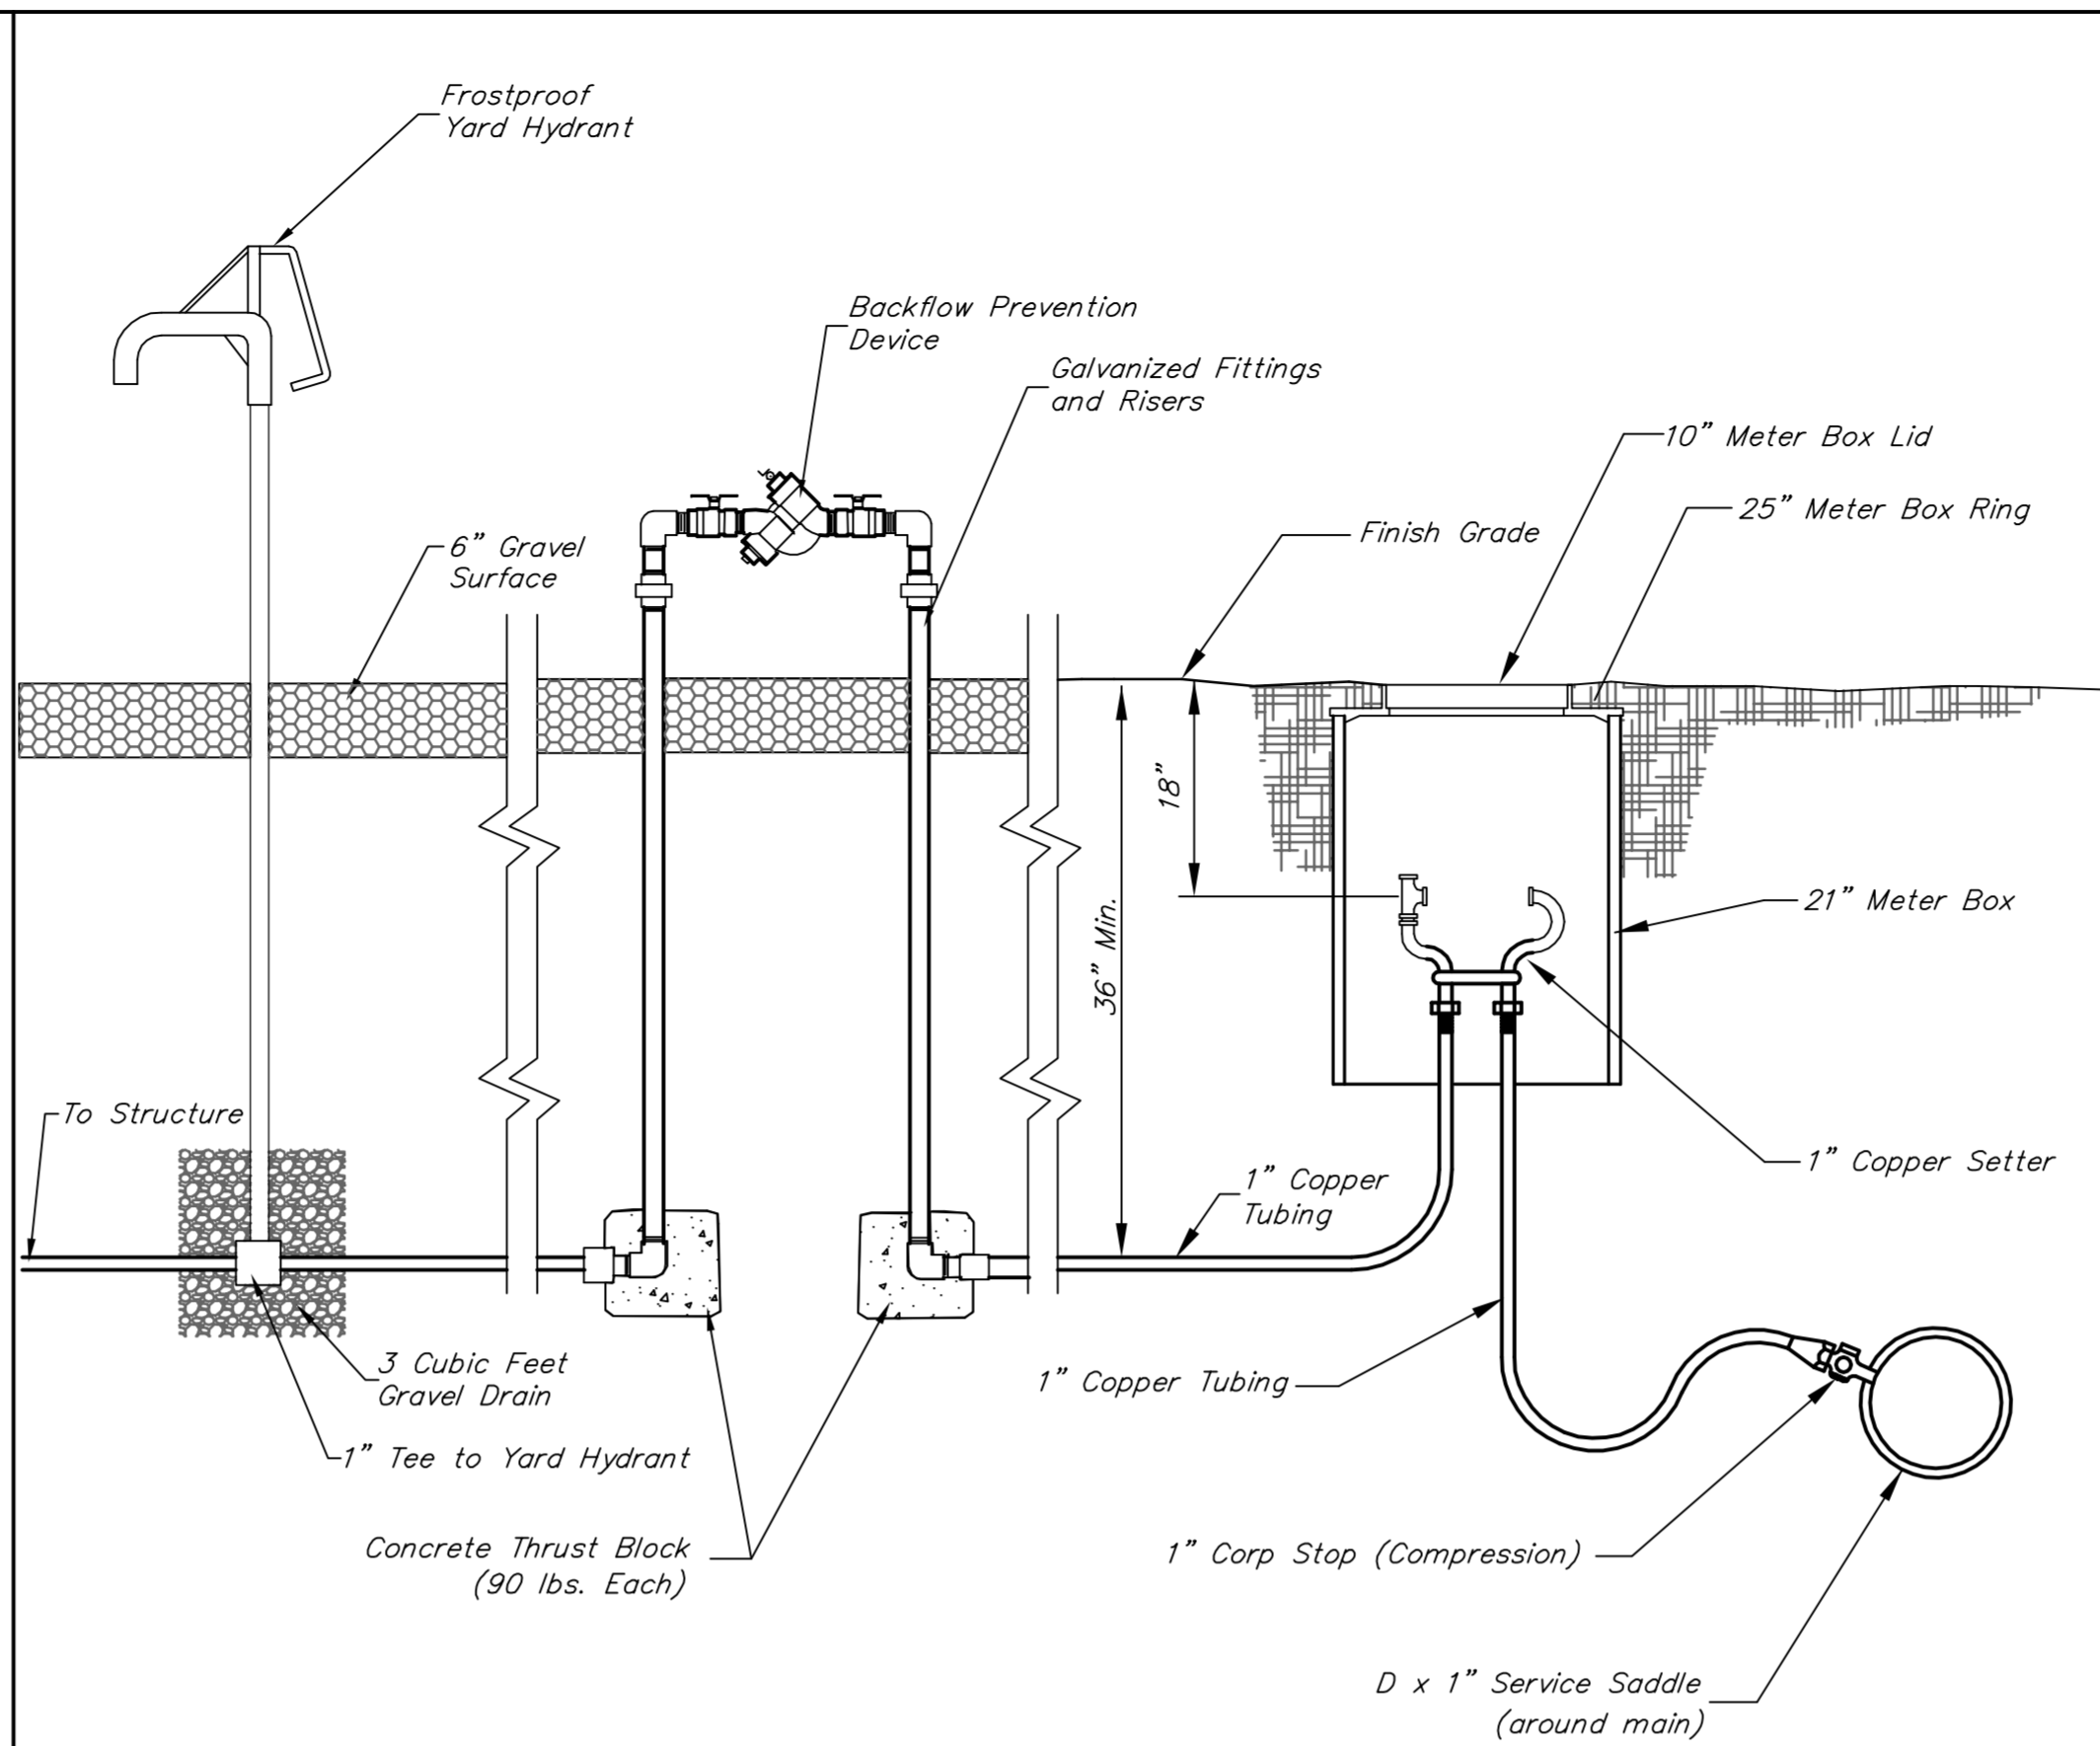 Frostproof
Yard Hydrant
Backflow Prevention
Device
Galvanized Fittings
and Risers
10” Meter Box Lid
25” Meter Box Ring
Finish Grade
6” Gravel
Surface
18”
36” Min.
21” Meter Box
To Structure
1” Copper Setter
1” Copper
Tubing
3 Cubic Feet
Gravel Drain
1” Copper Tubing
1” Tee to Yard Hydrant
Concrete Thrust Block
(90 lbs. Each)
1” Corp Stop (Compression)
D x 1” Service Saddle
(around main)